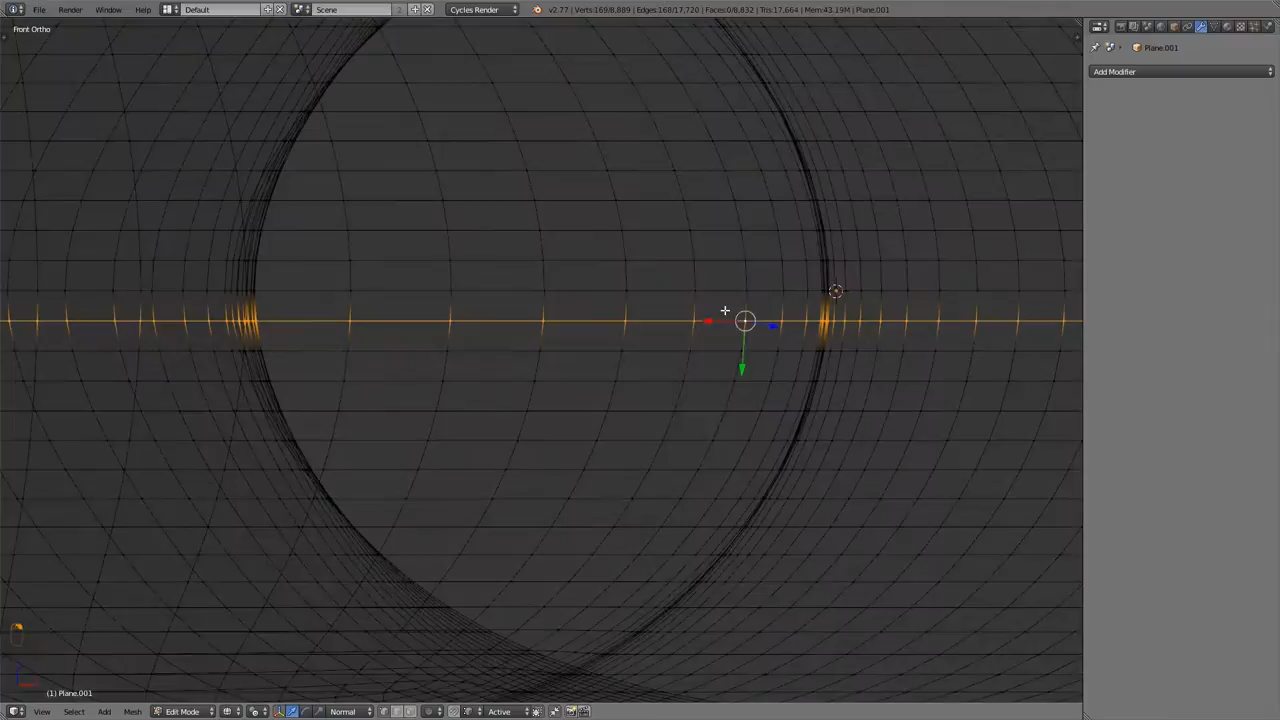 File Render Window Help Default Scene 2 Cycles Render v2.77 | Verts:169/8,889 | Edges:168/17,720 | Faces:0/8,832 | Tris:17,664 | Mem:43.19M | Plane.001
Front Ortho
Plane.001
Add Modifier
(1) Plane.001
View Select Add Mesh Edit Mode Normal Active